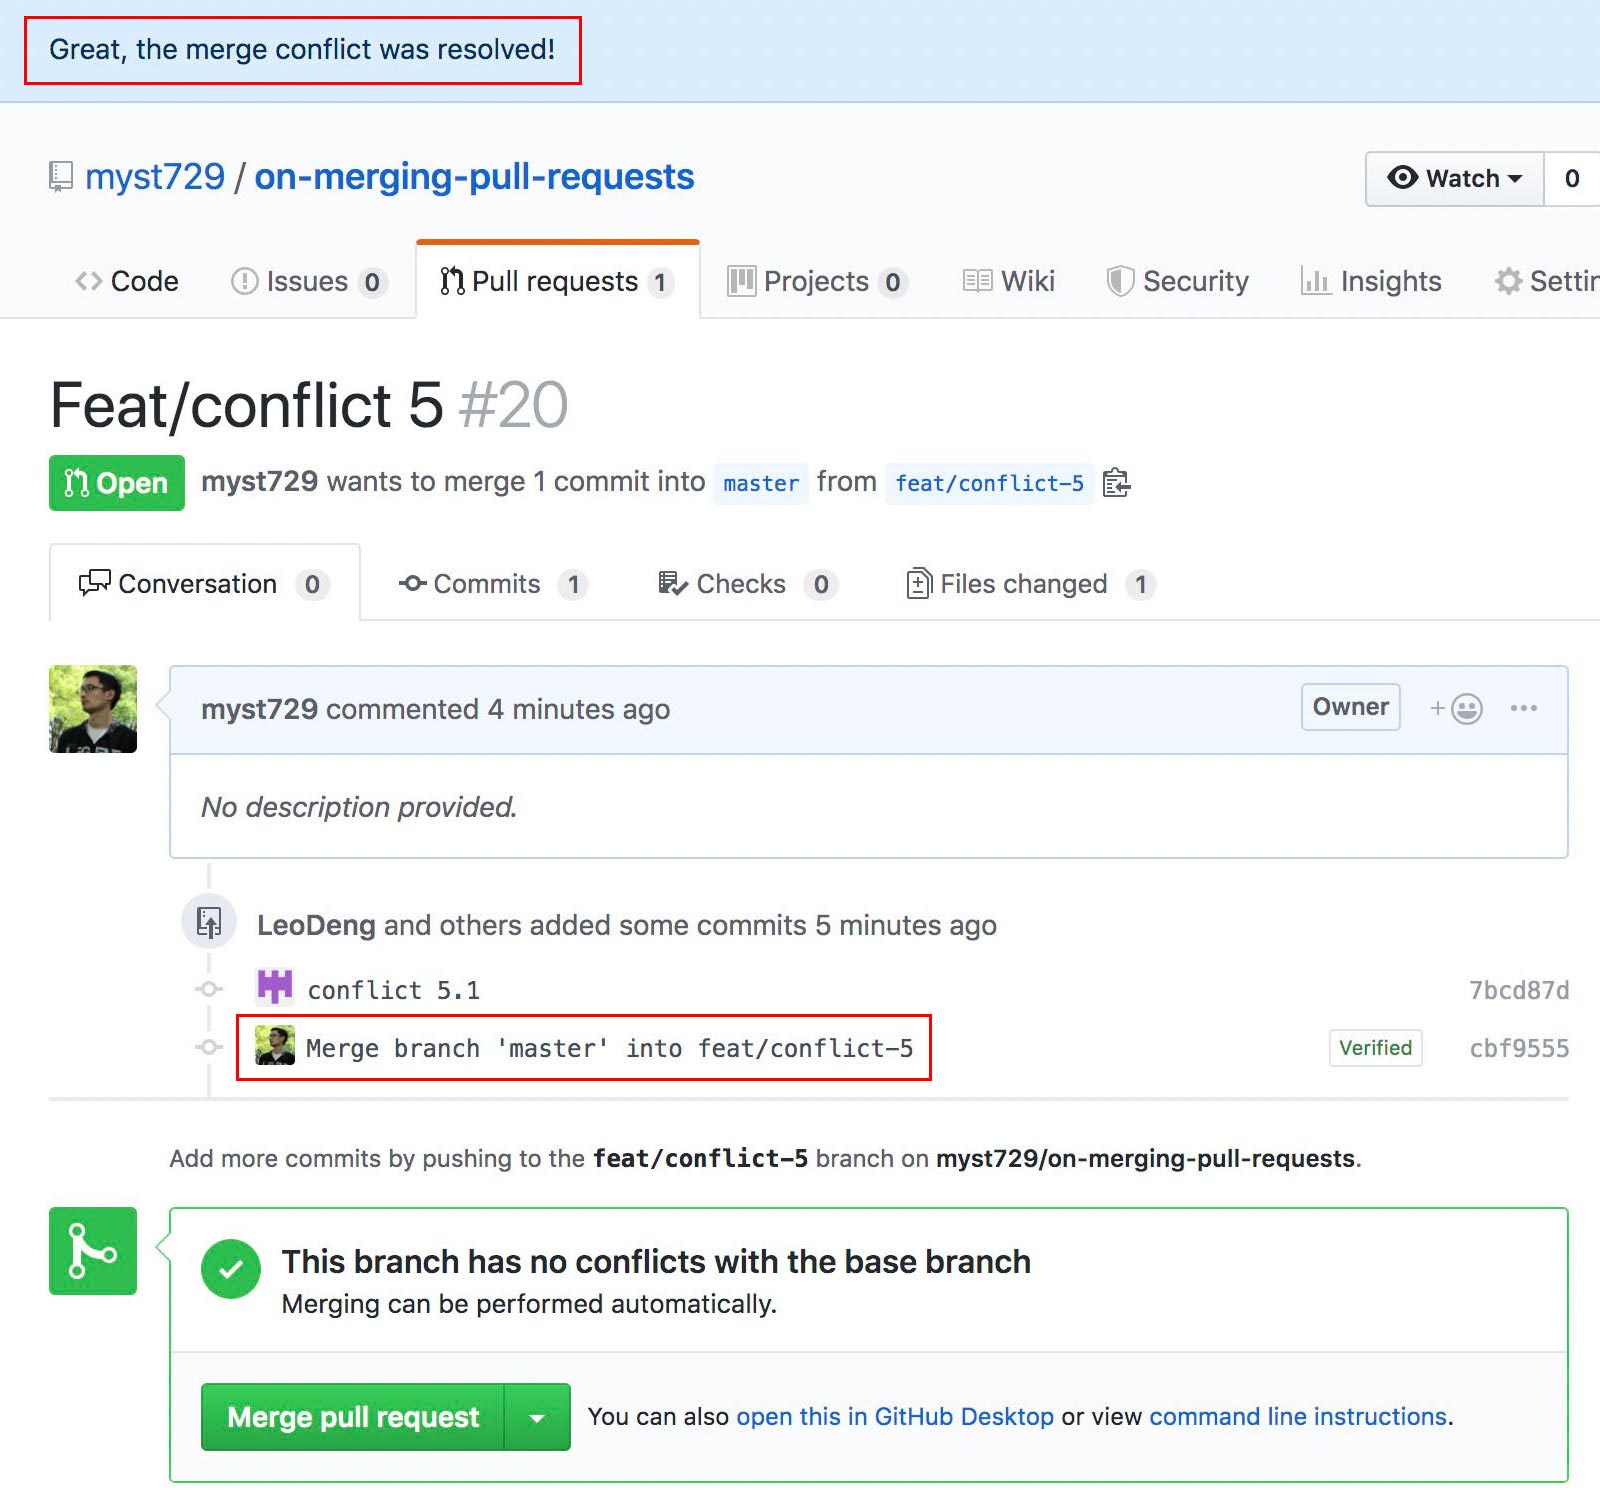 Great, the merge conflict was resolved!
myst729 / on-merging-pull-requests
Watch 0
Code Issues 0 Pull requests 1 Projects 0 Wiki Security Insights Settin
Feat/conflict 5 #20
Open myst729 wants to merge 1 commit into master from feat/conflict-5
Conversation 0 Commits 1 Checks 0 Files changed 1
myst729 commented 4 minutes ago Owner
No description provided.
LeoDeng and others added some commits 5 minutes ago
conflict 5.1 7bcd87d
Merge branch 'master' into feat/conflict-5 Verified cbf9555
Add more commits by pushing to the feat/conflict-5 branch on myst729/on-merging-pull-requests.
This branch has no conflicts with the base branch
Merging can be performed automatically.
Merge pull request You can also open this in GitHub Desktop or view command line instructions.